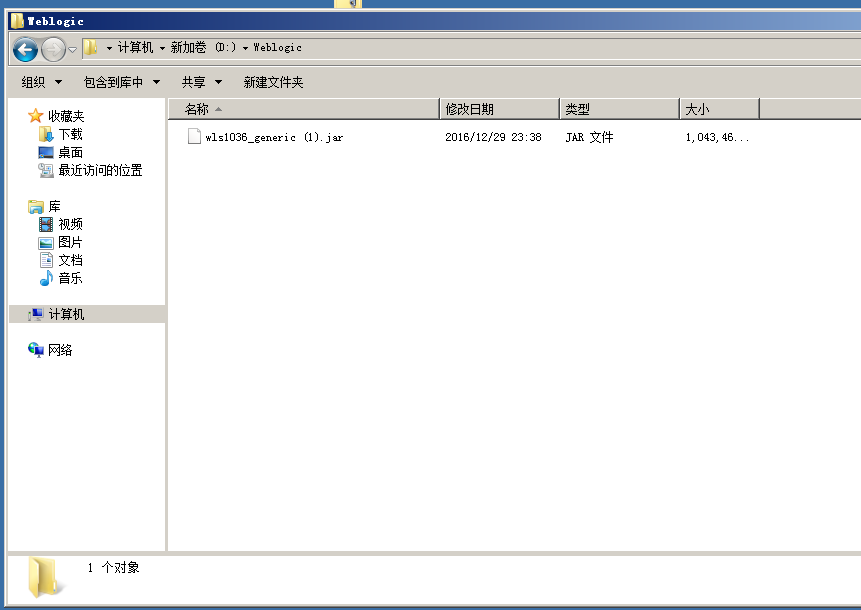 Weblogic
计算机 新加卷 (D:) Weblogic
组织 包含到库中 共享 新建文件夹
收藏夹
下载
桌面
最近访问的位置
库
视频
图片
文档
音乐
计算机
网络
名称 修改日期 类型 大小
wls1036_generic (1).jar 2016/12/29 23:38 JAR 文件 1,043,46...
1 个对象